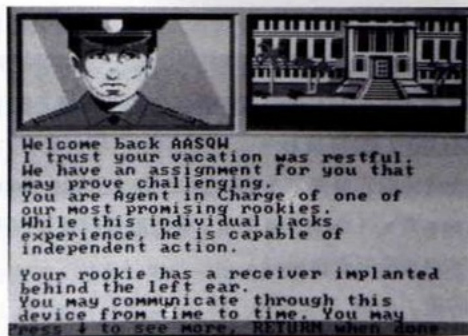 Welcome back AASQW
I trust your vacation was restful.
We have an assignment for you that
may prove challenging.
You are Agent in Charge of one of
our most promising rookies.
While this individual lacks
experience, he is capable of
independent action.
Your rookie has a receiver implanted
behind the left ear.
You may communicate through this
device from time to time. You may
Press ↓ to see more, RETURN when done